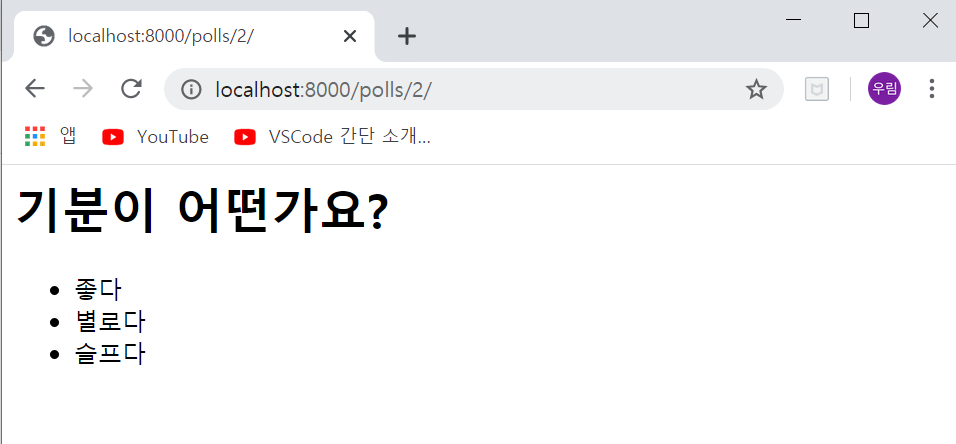 localhost:8000/polls/2/
localhost:8000/polls/2/
우림
앱 YouTube VSCode 간단 소개...
기분이 어떤가요?
좋다
별로다
슬프다